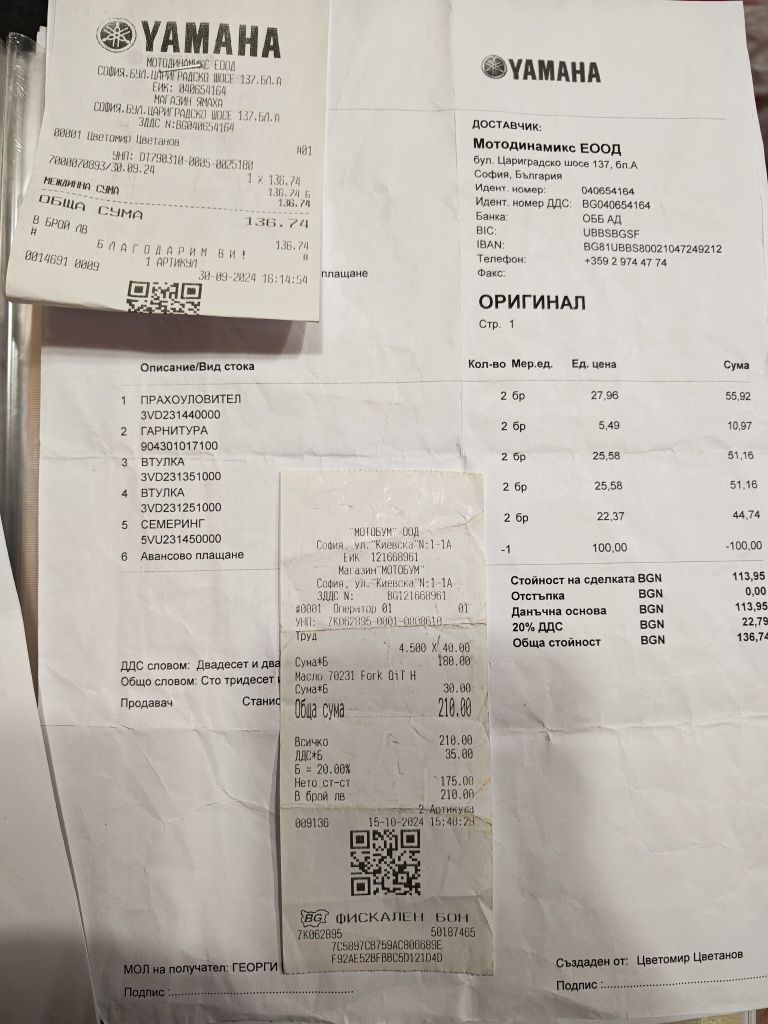 YAMAHA
МОТОДИНАМИКС ЕООД
СОФИЯ.БУЛ.ЦАРИГРАДСКО ШОСЕ 137.БЛ.А
ЕИК: 040654164
МАГАЗИН ЯМАХА
СОФИЯ.БУЛ.ЦАРИГРАДСКО ШОСЕ 137.БЛ.А
ЗДДС N:BG040654164
00001 Цветомир Цветанов #01
УНП: DT790310-0005-0025180
7000070893/30.09.24
1 x 136.74
136.74 Б
МЕЖДИННА СУМА 136.74
ОБЩА СУМА 136.74
В БРОЙ ЛВ 136.74
# БЛАГОДАРИМ ВИ! #
1 АРТИКУЛ
0014691 0009 30-09-2024 16:14:54
YAMAHA
ДОСТАВЧИК:
Мотодинамикс ЕООД
бул. Цариградско шосе 137, бл.А
София, България
Идент. номер: 040654164
Идент. номер ДДС: BG040654164
Банка: ОББ АД
BIC: UBBSBGSF
IBAN: BG81UBBS80021047249212
Телефон: +359 2 974 47 74
Факс:
плащане
ОРИГИНАЛ
Стр. 1
Описание/Вид стока Кол-во Мер.ед. Ед. цена Сума
1 ПРАХОУЛОВИТЕЛ 2 бр 27,96 55,92
3VD231440000
2 ГАРНИТУРА 2 бр 5,49 10,97
904301017100
3 ВТУЛКА 2 бр 25,58 51,16
3VD231351000
4 ВТУЛКА 2 бр 25,58 51,16
3VD231251000
5 СЕМЕРИНГ 2 бр 22,37 44,74
5VU231450000
6 Авансово плащане -1 100,00 -100,00
Стойност на сделката BGN 113,95
Отстъпка BGN 0,00
Данъчна основа BGN 113,95
20% ДДС BGN 22,79
Обща стойност BGN 136,74
ДДС словом: Двадесет и два
Общо словом: Сто тридесет
Продавач Станис
"МОТОБУМ" ООД
София, ул."Киевска"N:1-1А
ЕИК 121668961
Магазин"МОТОБУМ"
София, ул."Киевска"N:1-1А
ЗДДС N: BG121668961
#0001 Оператор 01 01
УНП: ZK062895-0001-0008610
Труд
4.500 X 40.00
Сума*Б 180.00
Масло 70231 Fork Oil H
Сума*Б 30.00
Обща сума 210.00
Всичко 210.00
ДДС*Б 35.00
Б = 20.00%
Нето ст-ст 175.00
В брой лв 210.00
2 Артикула
009136 15-10-2024 15:40:29
BG ФИСКАЛЕН БОН
ZK062895 50187465
7C5897CB759AC806689E
F92AE52BFBBC5D121D4D
МОЛ на получател: ГЕОРГИ
Подпис :
Създаден от: Цветомир Цветанов
Подпис :